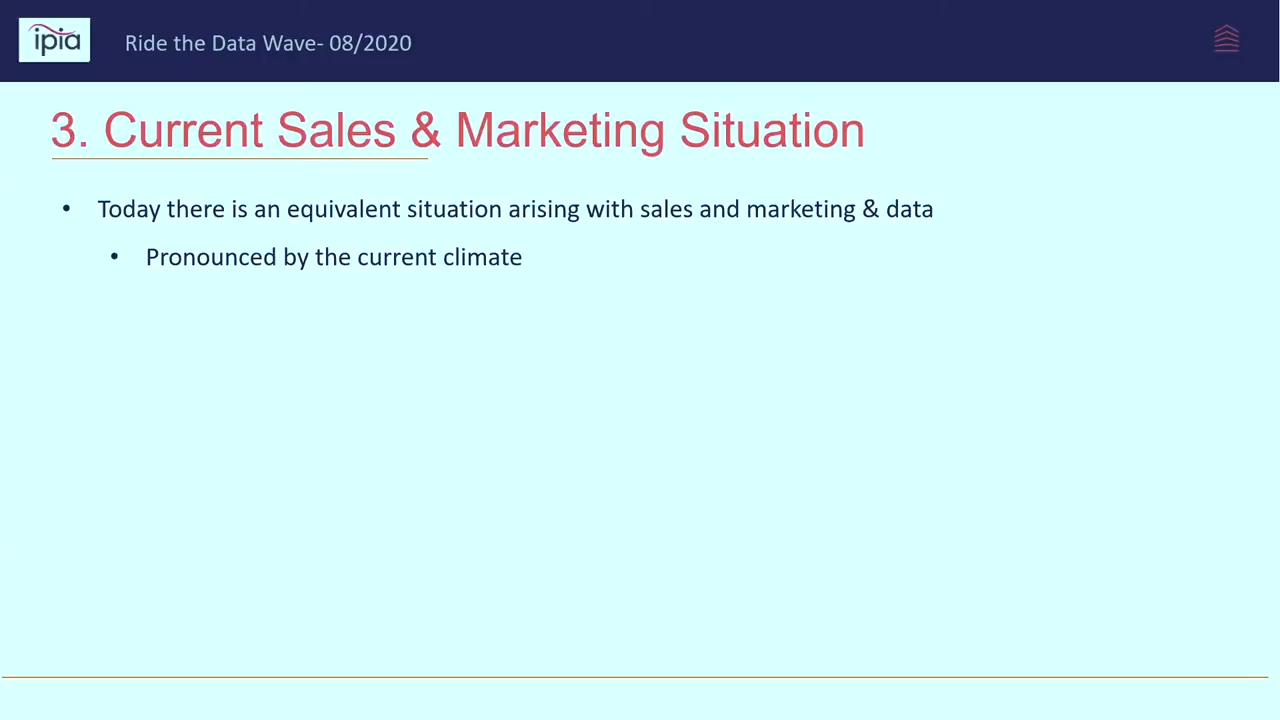 ipia
Ride the Data Wave- 08/2020
3. Current Sales & Marketing Situation
• Today there is an equivalent situation arising with sales and marketing & data
• Pronounced by the current climate